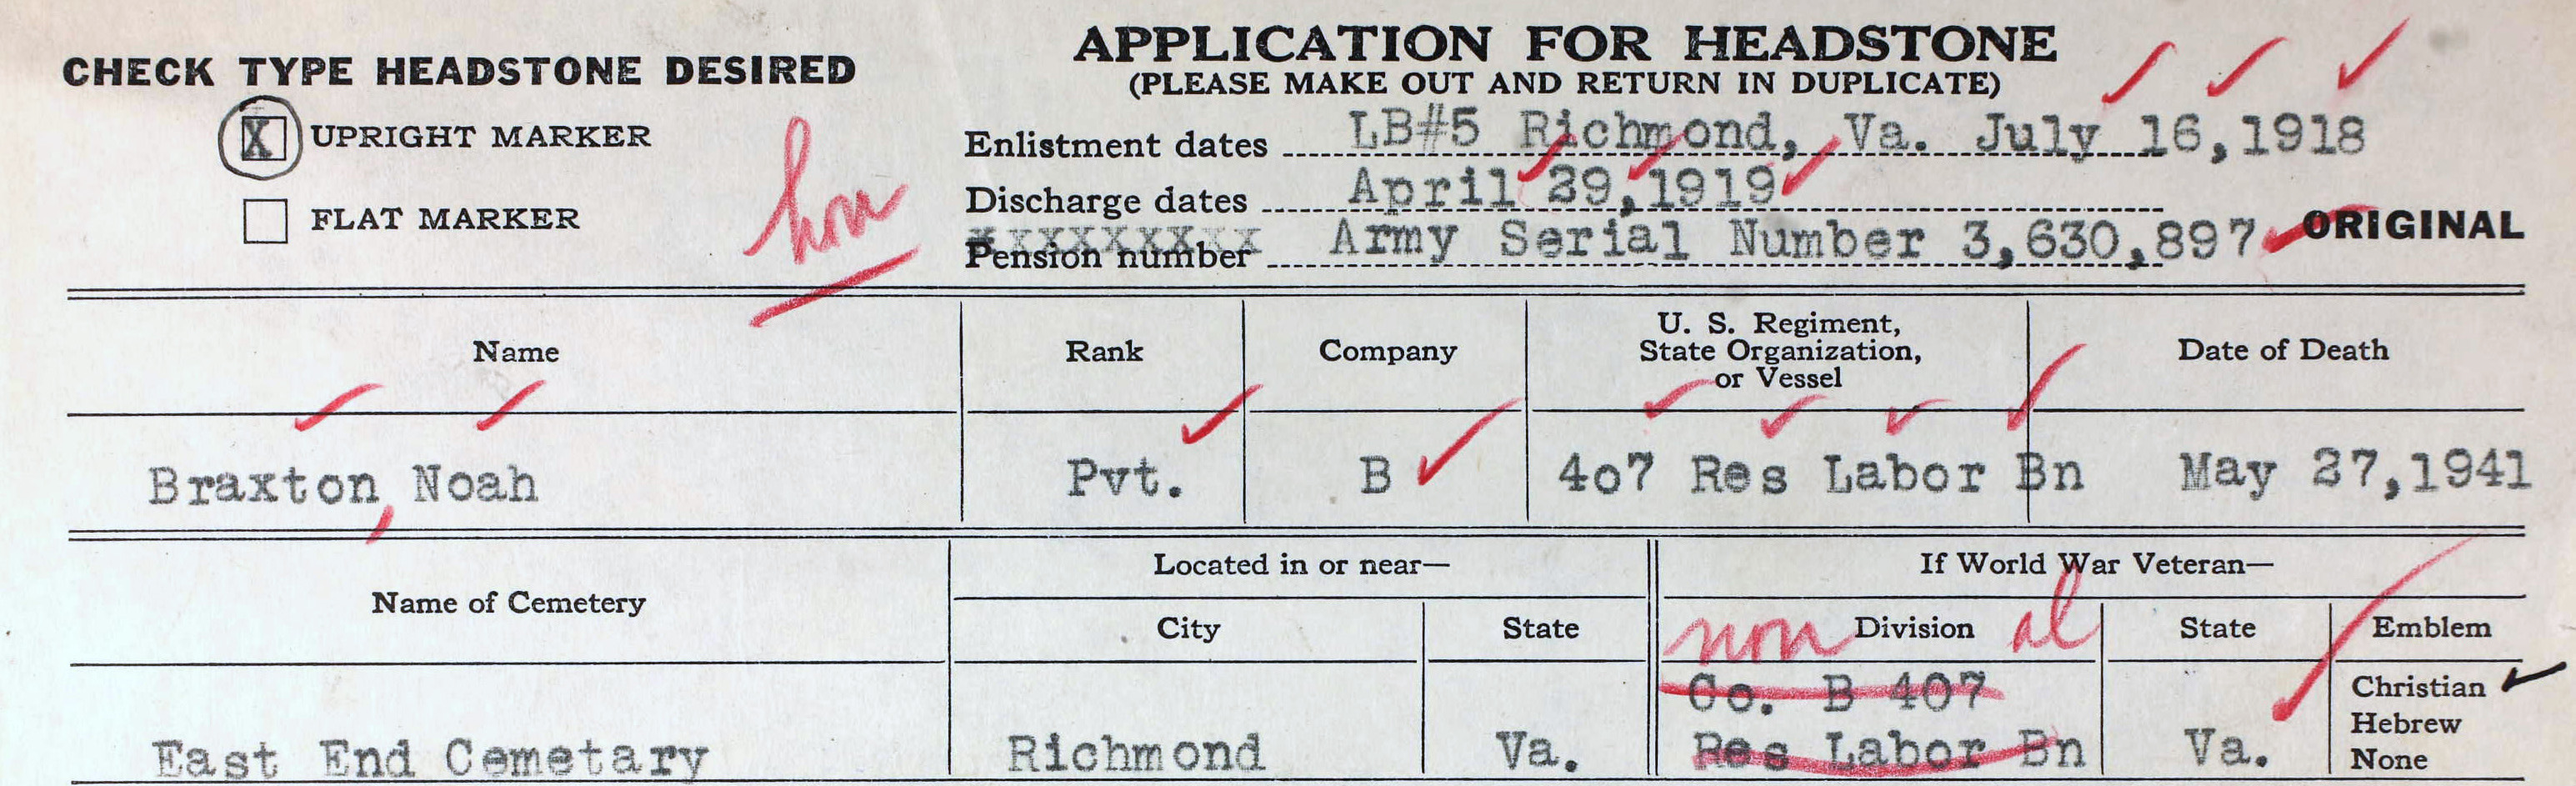 APPLICATION FOR HEADSTONE
(PLEASE MAKE OUT AND RETURN IN DUPLICATE)
CHECK TYPE HEADSTONE DESIRED
X UPRIGHT MARKER
FLAT MARKER
hon
Enlistment dates LB#5 Richmond, Va. July 16,1918
Discharge dates April 29,1919
xxxxxxxxxx
Pension number Army Serial Number 3,630,897
ORIGINAL
Name Rank Company U. S. Regiment, State Organization, or Vessel Date of Death
Braxton, Noah Pvt. B 407 Res Labor Bn May 27,1941
Name of Cemetery Located in or near— If World War Veteran—
City State non Division al State Emblem
East End Cemetary Richmond Va. Co. B 407 Res Labor Bn Va.
Christian
Hebrew
None